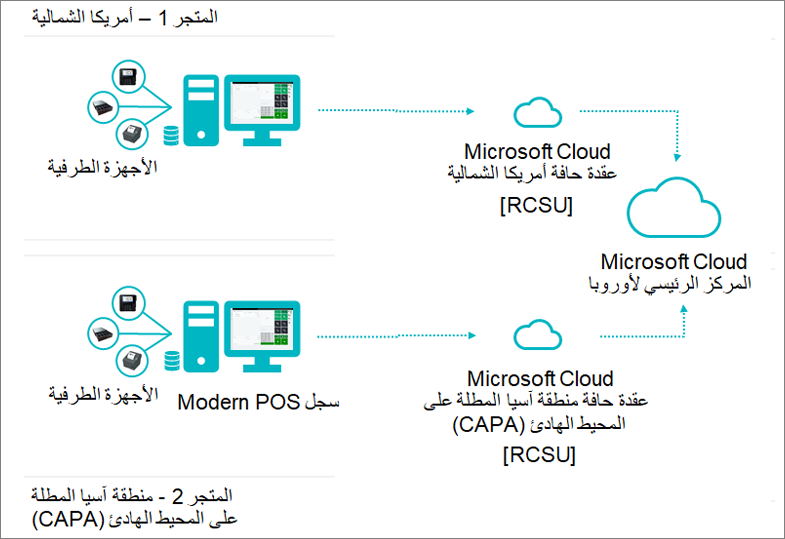 المتجر 1 – أمريكا الشمالية
الأجهزة الطرفية
Microsoft Cloud
عقدة حافة أمريكا الشمالية
[RCSU]
Microsoft Cloud
المركز الرئيسي لأوروبا
الأجهزة الطرفية
سجل Modern POS
Microsoft Cloud
عقدة حافة منطقة آسيا المطلة على
المحيط الهادئ (CAPA)
[RCSU]
المتجر 2 - منطقة آسيا المطلة
على المحيط الهادئ (CAPA)